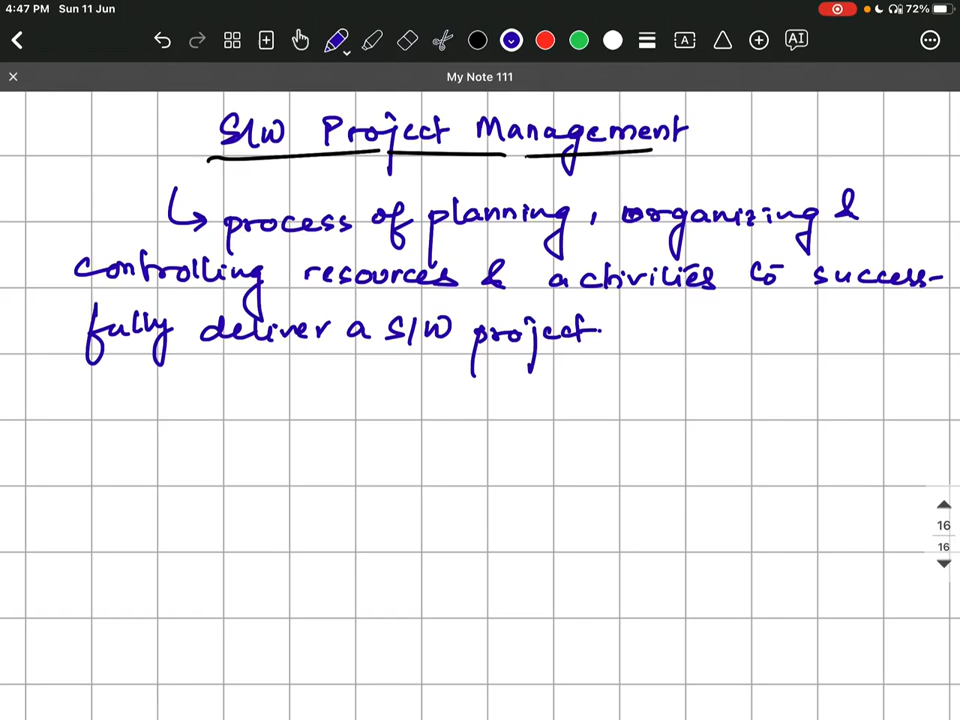 4:47 PM Sun 11 Jun 72%
A AI
My Note 111
S/W Project Management
↳ process of planning, organizing &
controlling resources & activities to success-
fully deliver a S/W project.
16
16